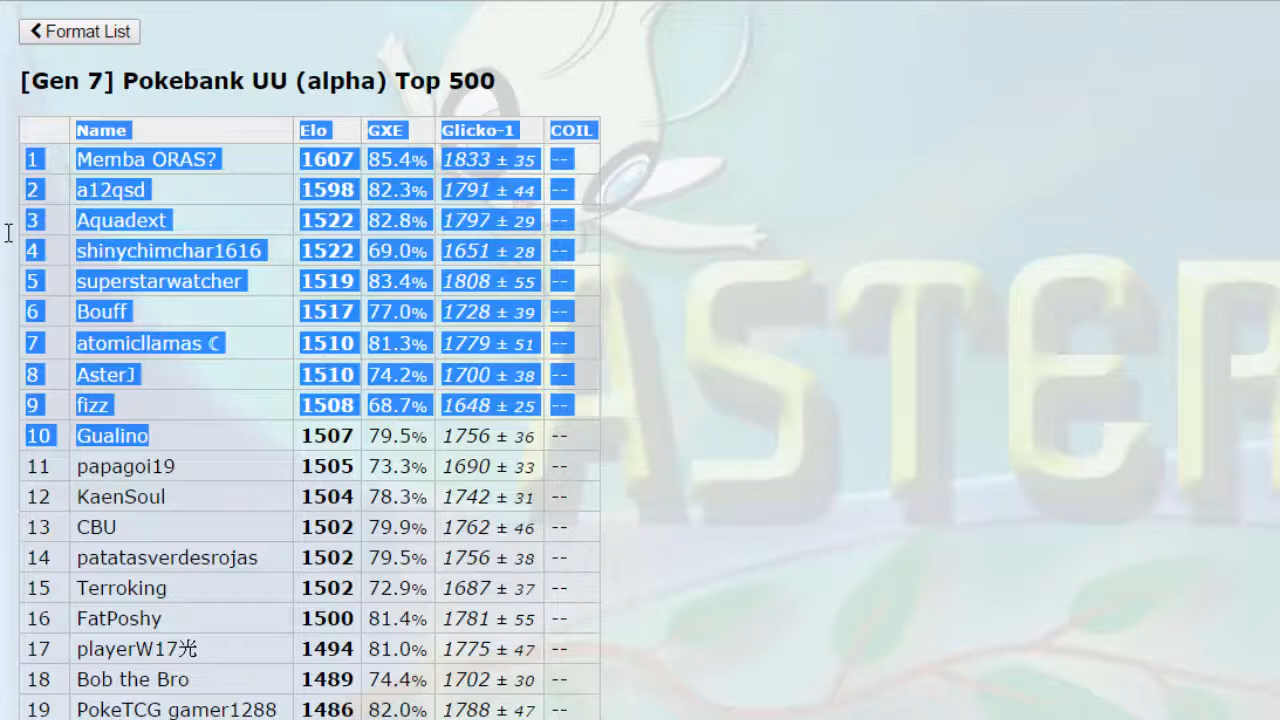 Format List
[Gen 7] Pokebank UU (alpha) Top 500
Name Elo GXE Glicko-1 COIL
1 Memba ORAS? 1607 85.4% 1833 ± 35 --
2 a12qsd 1598 82.3% 1791 ± 44 --
3 Aquadext 1522 82.8% 1797 ± 29 --
4 shinychimchar1616 1522 69.0% 1651 ± 28 --
5 superstarwatcher 1519 83.4% 1808 ± 55 --
6 Bouff 1517 77.0% 1728 ± 39 --
7 atomicllamas ☾ 1510 81.3% 1779 ± 51 --
8 AsterJ 1510 74.2% 1700 ± 38 --
9 fizz 1508 68.7% 1648 ± 25 --
10 Gualino 1507 79.5% 1756 ± 36 --
11 papagoi19 1505 73.3% 1690 ± 33 --
12 KaenSoul 1504 78.3% 1742 ± 31 --
13 CBU 1502 79.9% 1762 ± 46 --
14 patatasverdesrojas 1502 79.5% 1756 ± 38 --
15 Terroking 1502 72.9% 1687 ± 37 --
16 FatPoshy 1500 81.4% 1781 ± 55 --
17 playerW17光 1494 81.0% 1775 ± 47 --
18 Bob the Bro 1489 74.4% 1702 ± 30 --
19 PokeTCG gamer1288 1486 82.0% 1788 ± 47 --
ASTER